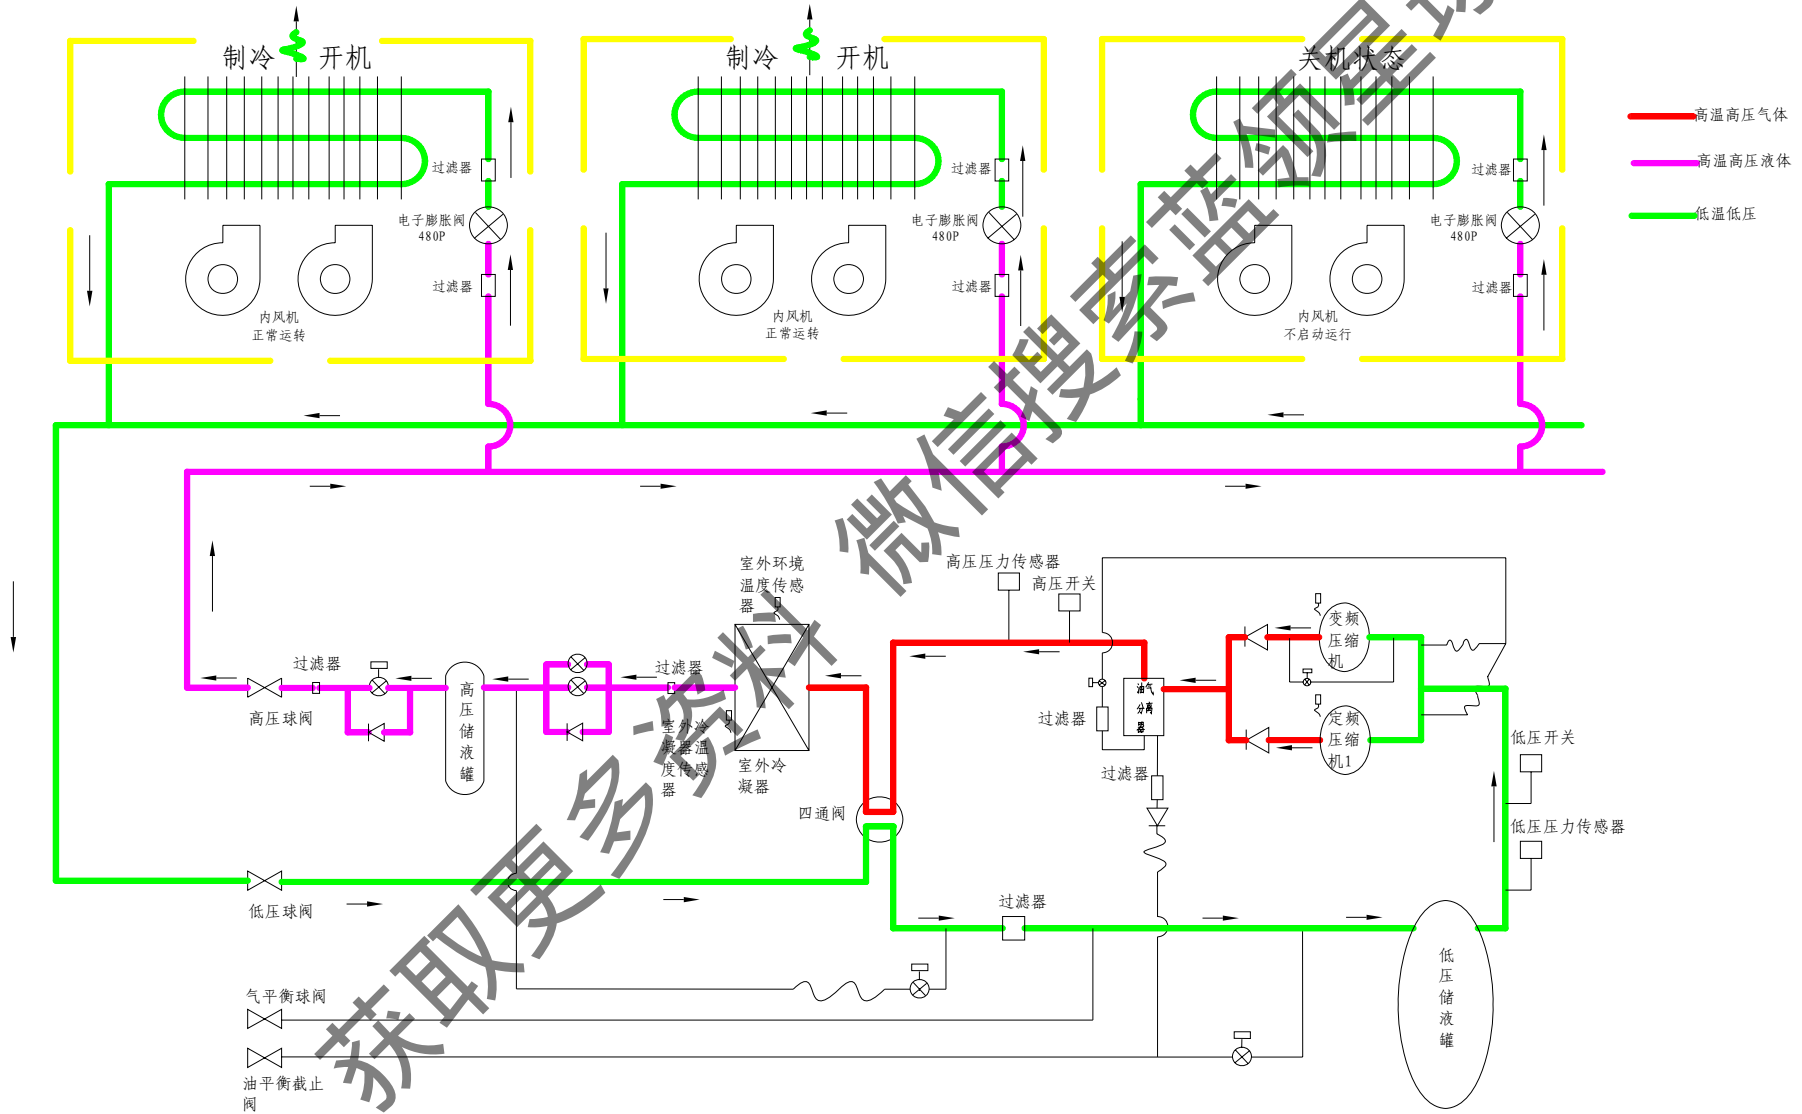 制冷 开机
制冷 开机
关机状态
高温高压气体
高温高压液体
低温低压
过滤器
电子膨胀阀
480P
过滤器
内风机
正常运转
过滤器
电子膨胀阀
480P
过滤器
内风机
正常运转
过滤器
电子膨胀阀
480P
过滤器
内风机
不启动运行
室外环境
温度传感
器
高压压力传感器
高压开关
变频
压缩
机
定频
压缩
机1
油气
分离
器
过滤器
过滤器
过滤器
高压球阀
高
压
储
液
罐
过滤器
室外冷
凝器温
度传感
器
室外冷
凝器
四通阀
低压开关
低压压力传感器
低压球阀
过滤器
低
压
储
液
罐
气平衡球阀
油平衡截止
阀
获取更多资料 微信搜索蓝领星球